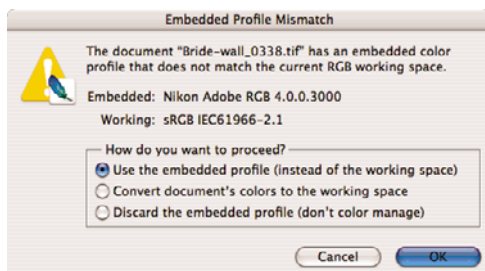 Embedded Profile Mismatch
The document "Bride-wall_0338.tif" has an embedded color
profile that does not match the current RGB working space.
Embedded: Nikon Adobe RGB 4.0.0.3000
Working: sRGB IEC61966-2.1
How do you want to proceed?
Use the embedded profile (instead of the working space)
Convert document's colors to the working space
Discard the embedded profile (don't color manage)
Cancel OK